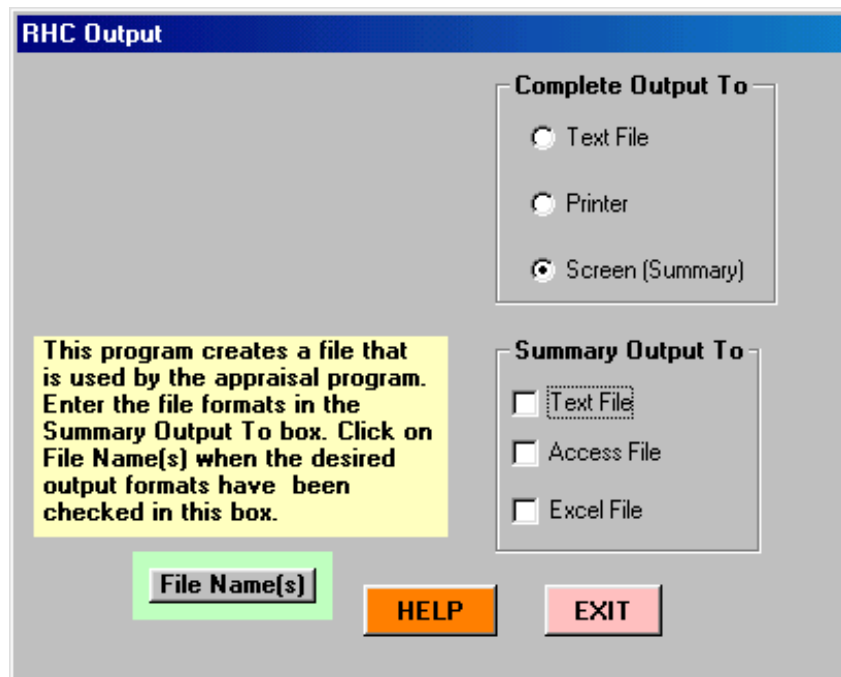 RHC Output
Complete Output To
Text File
Printer
Screen (Summary)
This program creates a file that
is used by the appraisal program.
Enter the file formats in the
Summary Output To box. Click on
File Name(s) when the desired
output formats have  been
checked in this box.
Summary Output To
Text File
Access File
Excel File
File Name(s)
HELP
EXIT